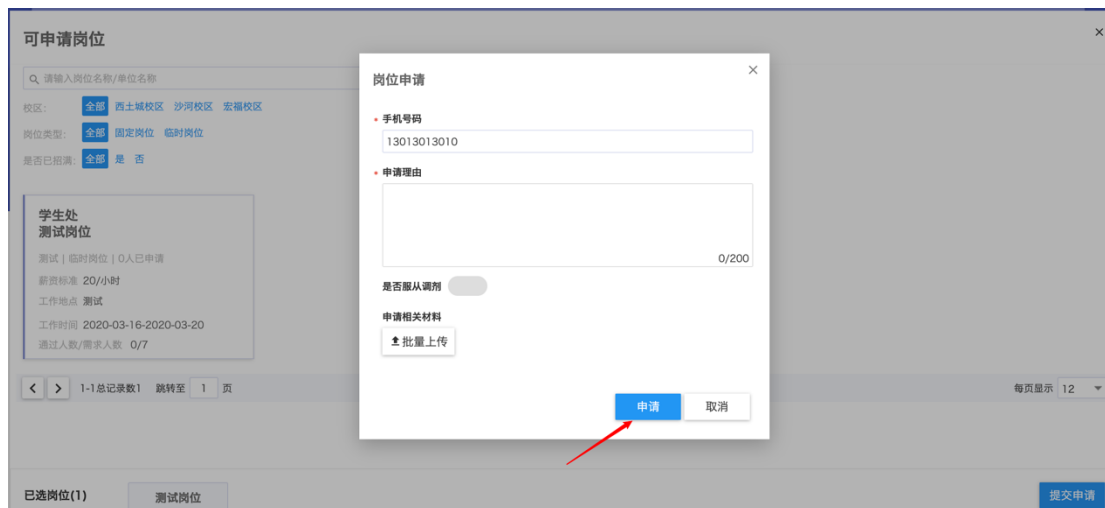 可申请岗位
请输入岗位名称/单位名称
校区: 全部 西土城校区 沙河校区 宏福校区
岗位类型: 全部 固定岗位 临时岗位
是否已招满: 全部 是 否
学生处
测试岗位
测试 | 临时岗位 | 0人已申请
薪资标准 20/小时
工作地点 测试
工作时间 2020-03-16-2020-03-20
通过人数/需求人数 0/7
1-1总记录数1 跳转至 1 页
每页显示 12
已选岗位(1) 测试岗位
提交申请
岗位申请
手机号码
13013013010
申请理由
0/200
是否服从调剂
申请相关材料
批量上传
申请 取消